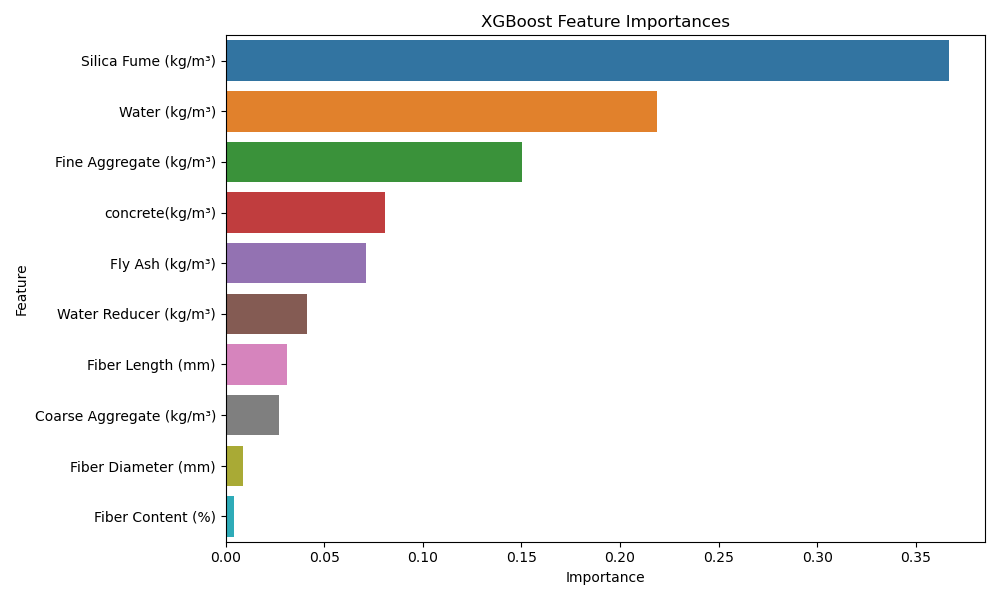 XGBoost Feature Importances
Feature
Silica Fume (kg/m³)
Water (kg/m³)
Fine Aggregate (kg/m³)
concrete(kg/m³)
Fly Ash (kg/m³)
Water Reducer (kg/m³)
Fiber Length (mm)
Coarse Aggregate (kg/m³)
Fiber Diameter (mm)
Fiber Content (%)
0.00 0.05 0.10 0.15 0.20 0.25 0.30 0.35
Importance